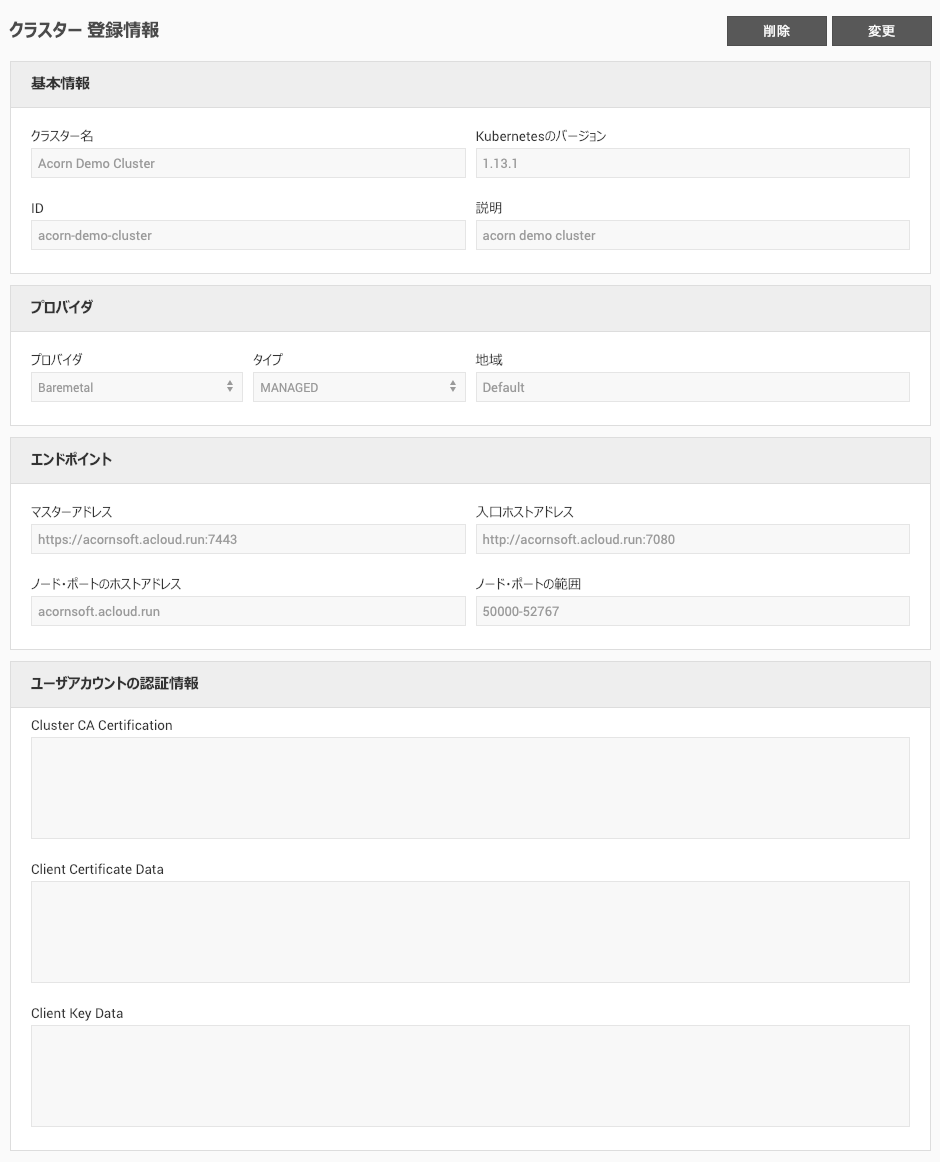 クラスター 登録情報
削除
変更
基本情報
クラスター名
Kubernetesのバージョン
Acorn Demo Cluster
1.13.1
ID
説明
acorn-demo-cluster
acorn demo cluster
プロバイダ
プロバイダ
タイプ
地域
Baremetal
MANAGED
Default
エンドポイント
マスターアドレス
入口ホストアドレス
https://acornsoft.acloud.run:7443
http://acornsoft.acloud.run:7080
ノード・ポートのホストアドレス
ノード・ポートの範囲
acornsoft.acloud.run
50000-52767
ユーザアカウントの認証情報
Cluster CA Certification
Client Certificate Data
Client Key Data